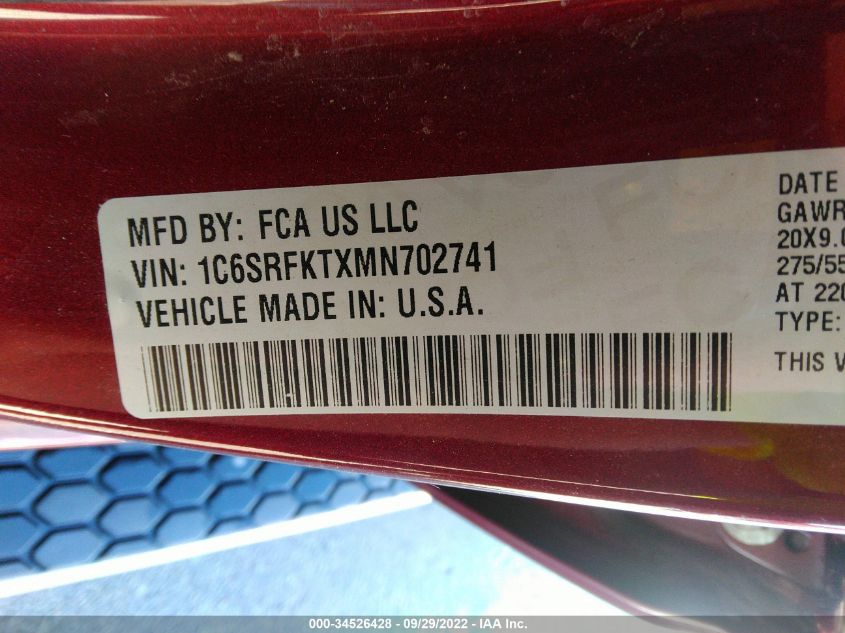 MFD BY: FCA US LLC
VIN: 1C6SRFKTXMN702741
VEHICLE MADE IN: U.S.A.
DATE
GAWR
20X9.0
275/55
AT 220
TYPE:
THIS V
000-34526428 - 09/29/2022 - IAA Inc.